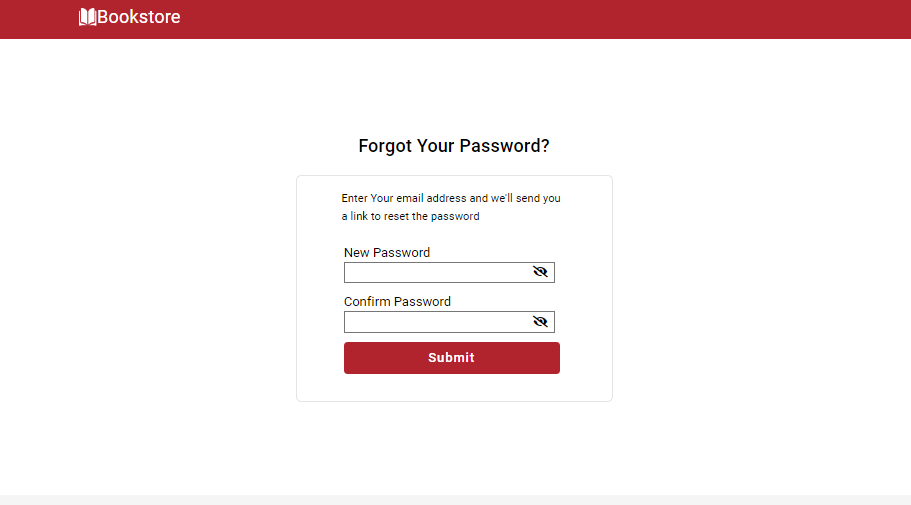 Bookstore
Forgot Your Password?
Enter Your email address and we'll send you
a link to reset the password
New Password
Confirm Password
Submit